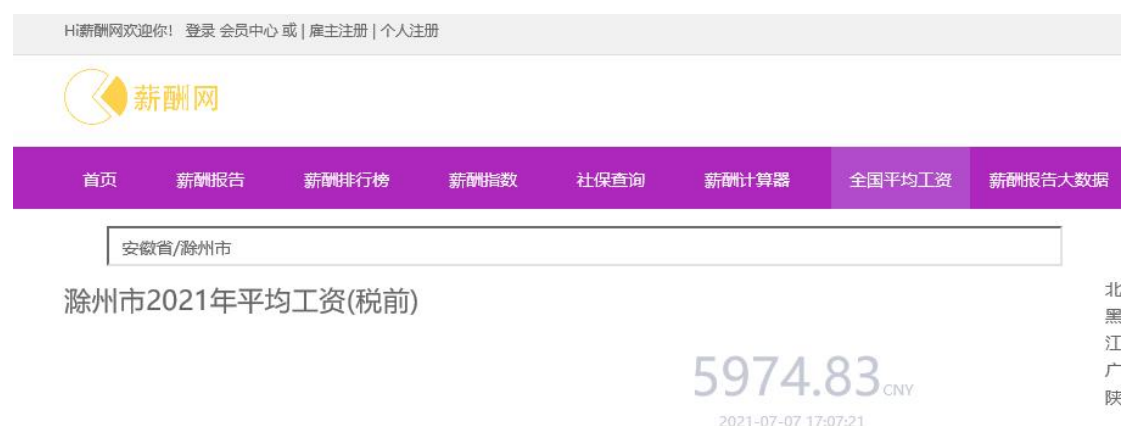 Hi薪酬网欢迎你! 登录 会员中心 或 | 雇主注册 | 个人注册
薪酬网
首页 薪酬报告 薪酬排行榜 薪酬指数 社保查询 薪酬计算器 全国平均工资 薪酬报告大数据
安徽省/滁州市
滁州市2021年平均工资(税前)
北
黑
江
广
陕
5974.83 CNY
2021-07-07 17:07:21